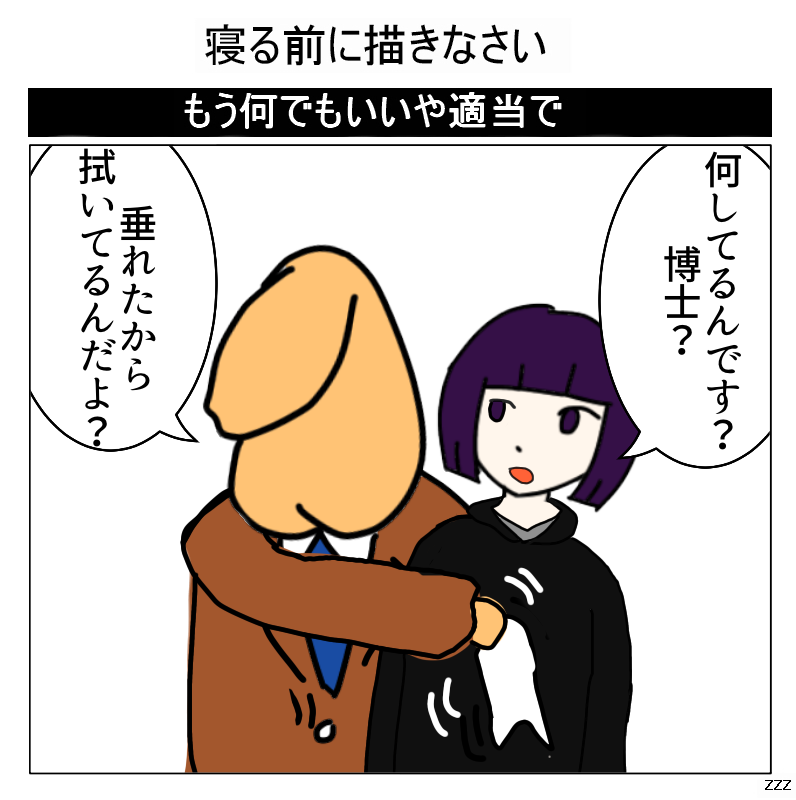 寝る前に描きなさい
もう何でもいいや適当で
何してるんです?
博士?
垂れたから
拭いてるんだよ?
zzz